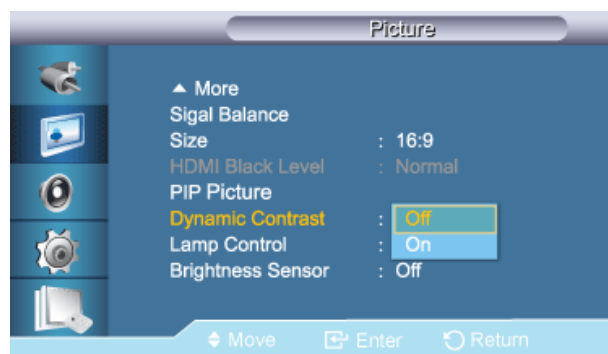 Picture
▲ More
Sigal Balance
Size : 16:9
HDMI Black Level : Normal
PIP Picture
Dynamic Contrast : Off
Lamp Control : On
Brightness Sensor : Off
Move Enter Return